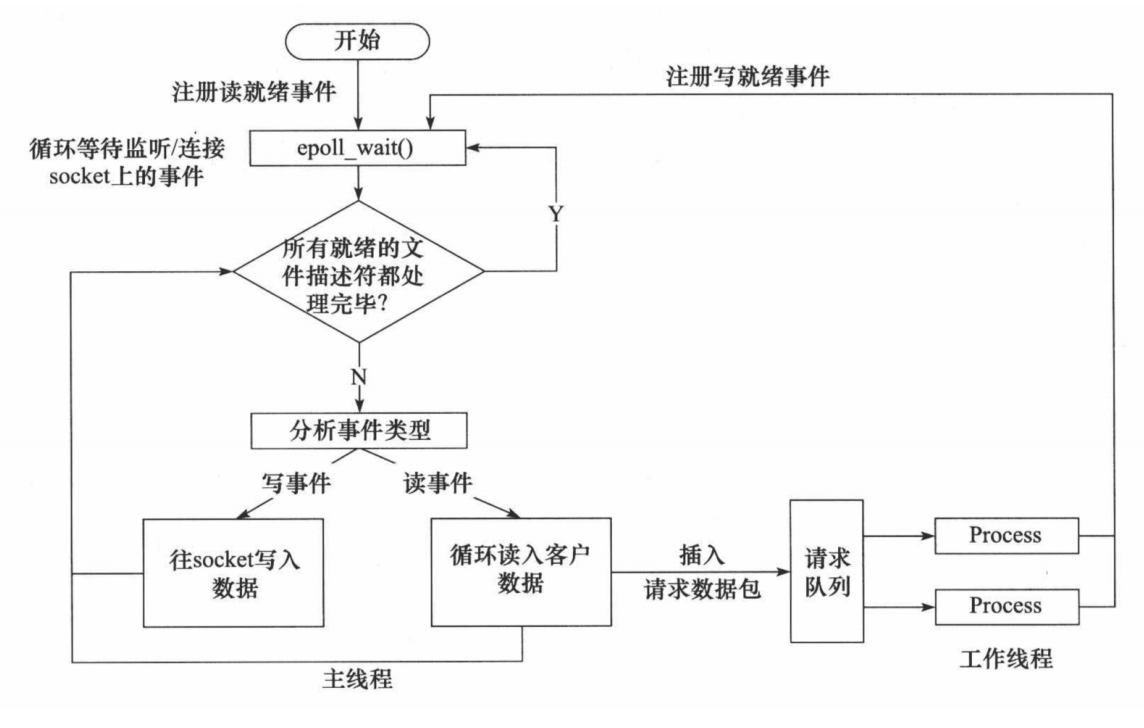 开始
注册读就绪事件
注册写就绪事件
循环等待监听/连接
socket上的事件
epoll_wait()
Y
所有就绪的文
件描述符都处
理完毕?
N
分析事件类型
写事件
读事件
往socket写入
数据
循环读入客户
数据
插入
请求数据包
请求
队列
Process
Process
工作线程
主线程